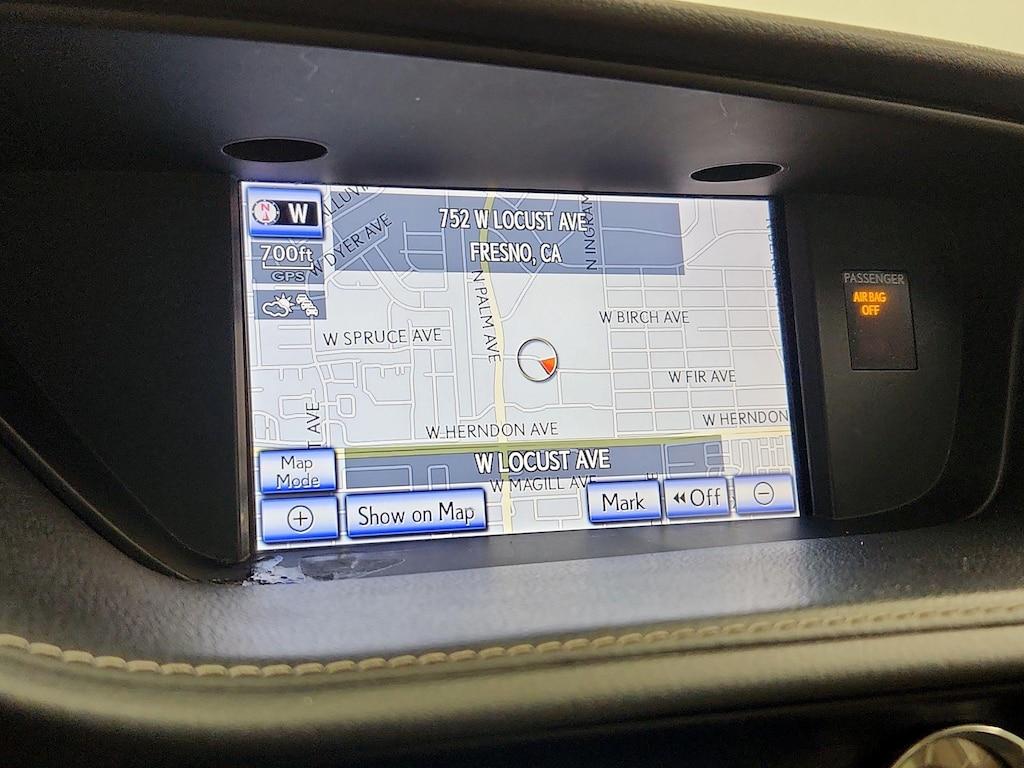 N
W
W DYER AVE
752 W LOCUST AVE
FRESNO, CA
N INGRAM
700ft
GPS
PASSENGER
AIR BAG
OFF
N PALM AVE
W SPRUCE AVE
W BIRCH AVE
W FIR AVE
W HERNDON
W HERNDON AVE
T AVE
W LOCUST AVE
W MAGILL AVE
Map
Mode
Show on Map
Mark
Off